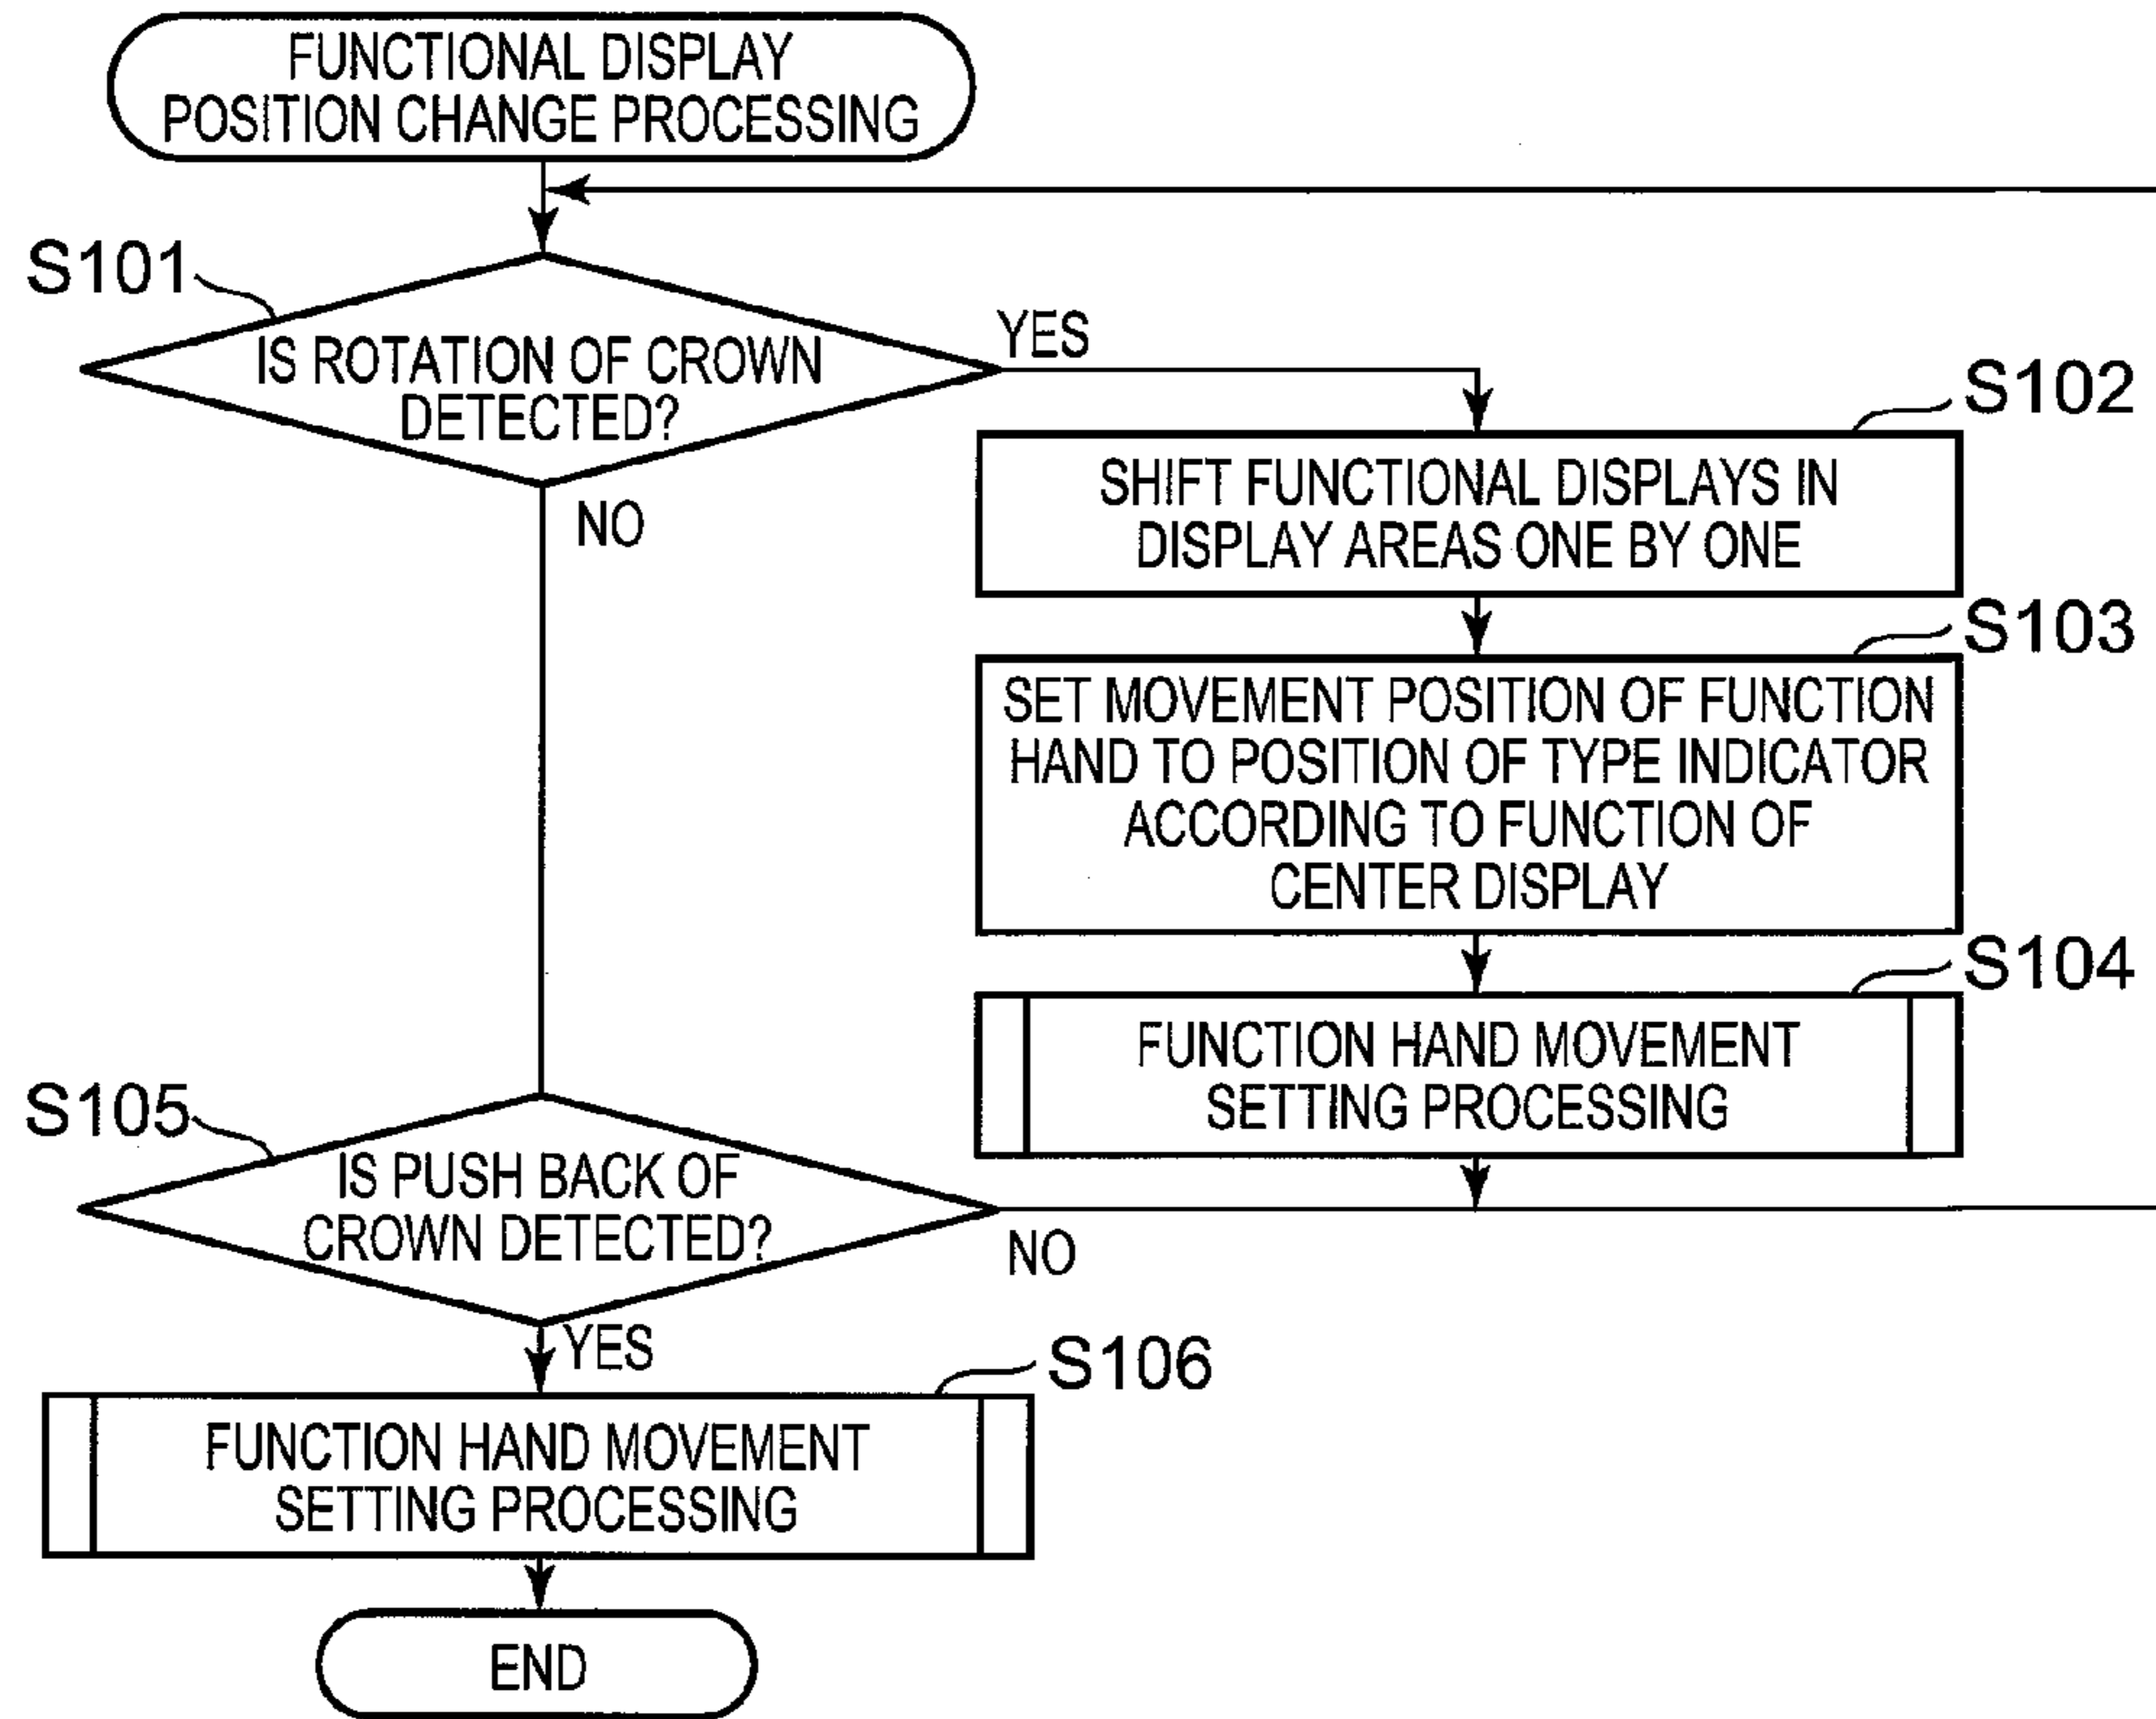 FUNCTIONAL DISPLAY
POSITION CHANGE PROCESSING
S101
IS ROTATION OF CROWN
DETECTED?
YES
NO
S102
SHIFT FUNCTIONAL DISPLAYS IN
DISPLAY AREAS ONE BY ONE
S103
SET MOVEMENT POSITION OF FUNCTION
HAND TO POSITION OF TYPE INDICATOR
ACCORDING TO FUNCTION OF
CENTER DISPLAY
S104
FUNCTION HAND MOVEMENT
SETTING PROCESSING
S105
IS PUSH BACK OF
CROWN DETECTED?
NO
YES
S106
FUNCTION HAND MOVEMENT
SETTING PROCESSING
END